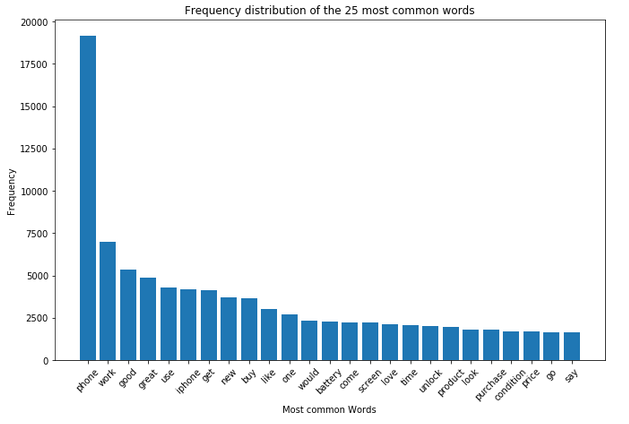 Frequency distribution of the 25 most common words
Frequency
20000
17500
15000
12500
10000
7500
5000
2500
0
phone
work
good
great
use
iphone
get
new
buy
like
one
would
battery
come
screen
love
time
unlock
product
look
purchase
condition
price
go
say
Most common Words